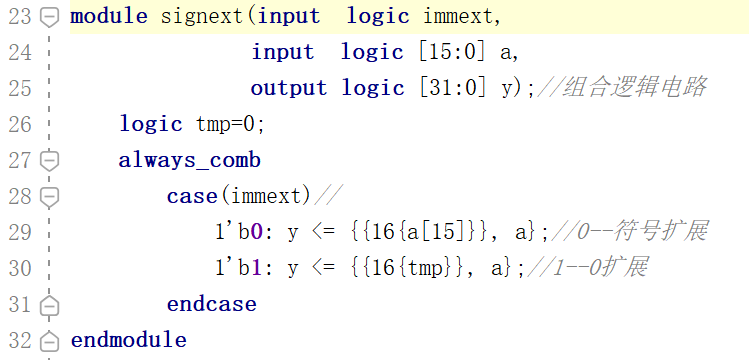 23 module signext(input  logic immext,
24                input  logic [15:0] a,
25                output logic [31:0] y);//组合逻辑电路
26     logic tmp=0;
27     always_comb
28         case(immext)//
29             1'b0: y <= {{16{a[15]}}, a};//0--符号扩展
30             1'b1: y <= {{16{tmp}}, a};//1--0扩展
31         endcase
32 endmodule